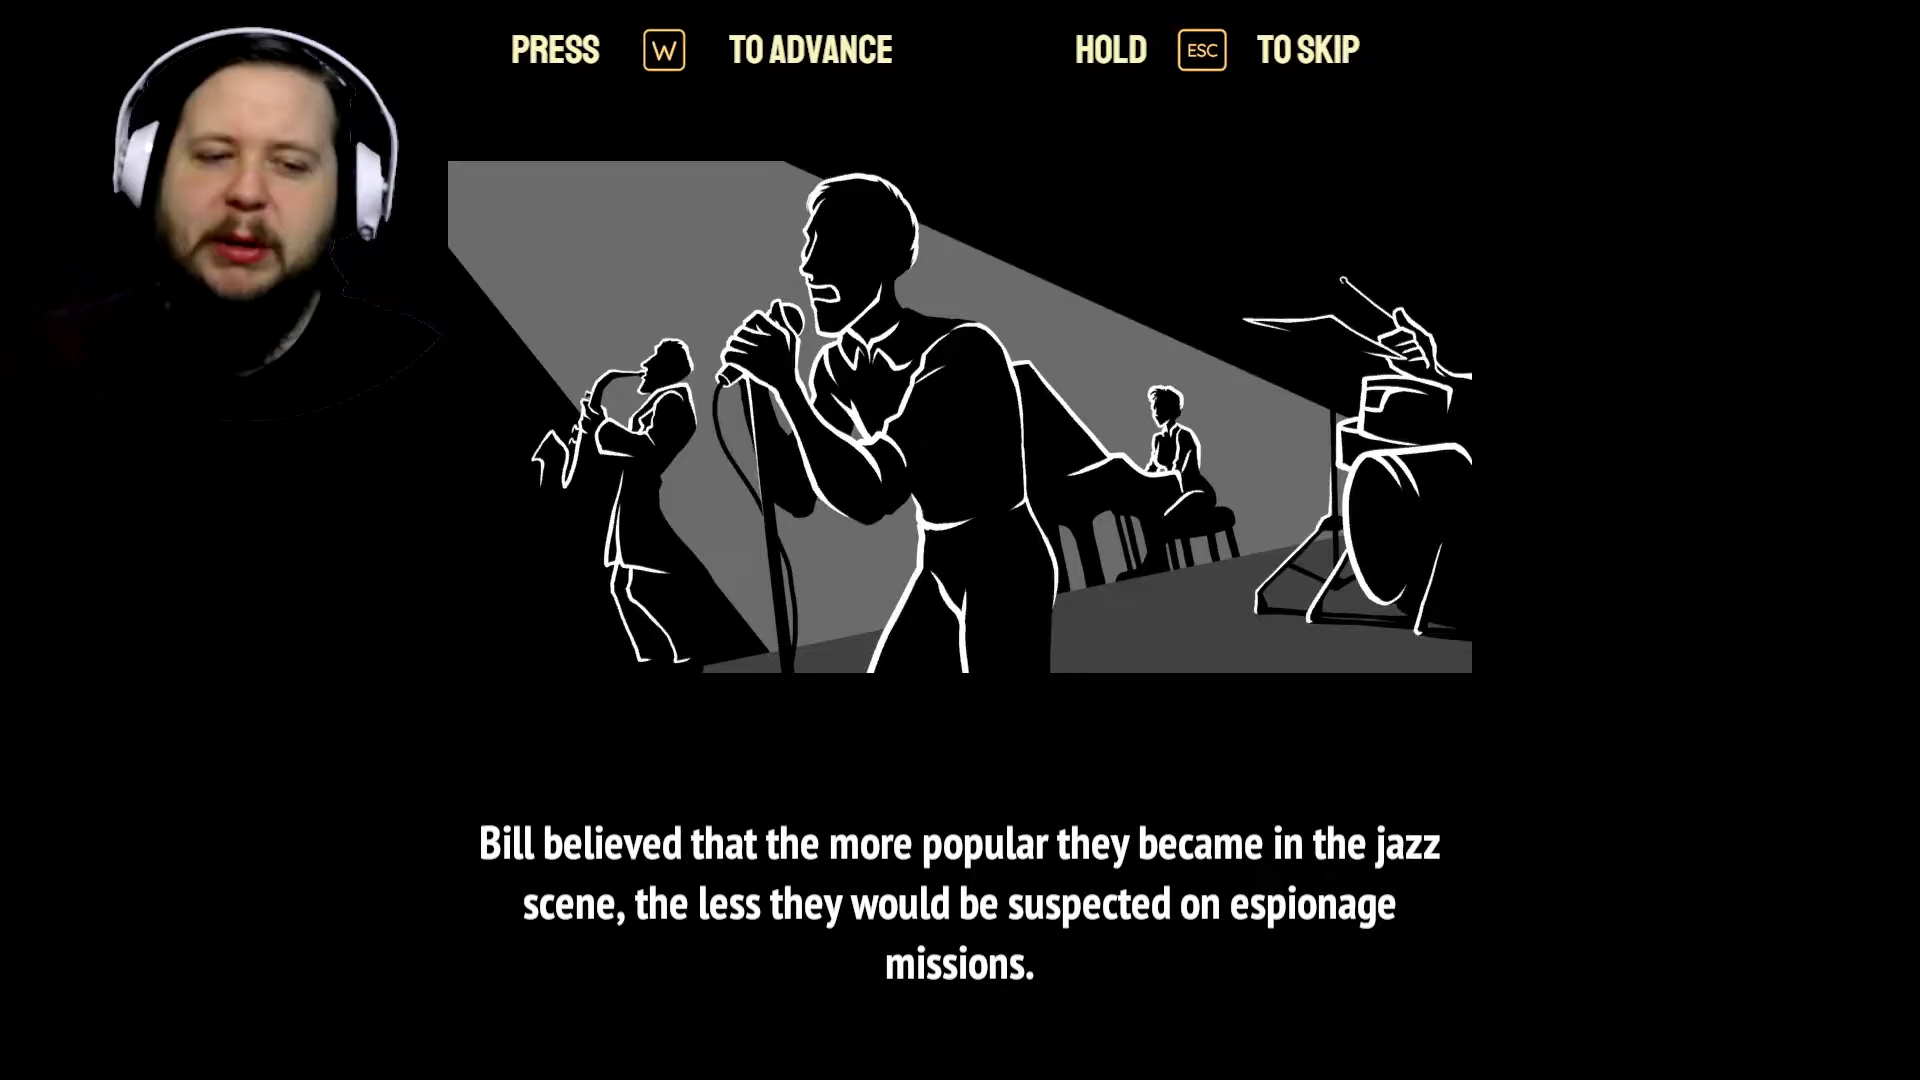 PRESS W TO ADVANCE HOLD ESC TO SKIP
Bill believed that the more popular they became in the jazz
scene, the less they would be suspected on espionage
missions.